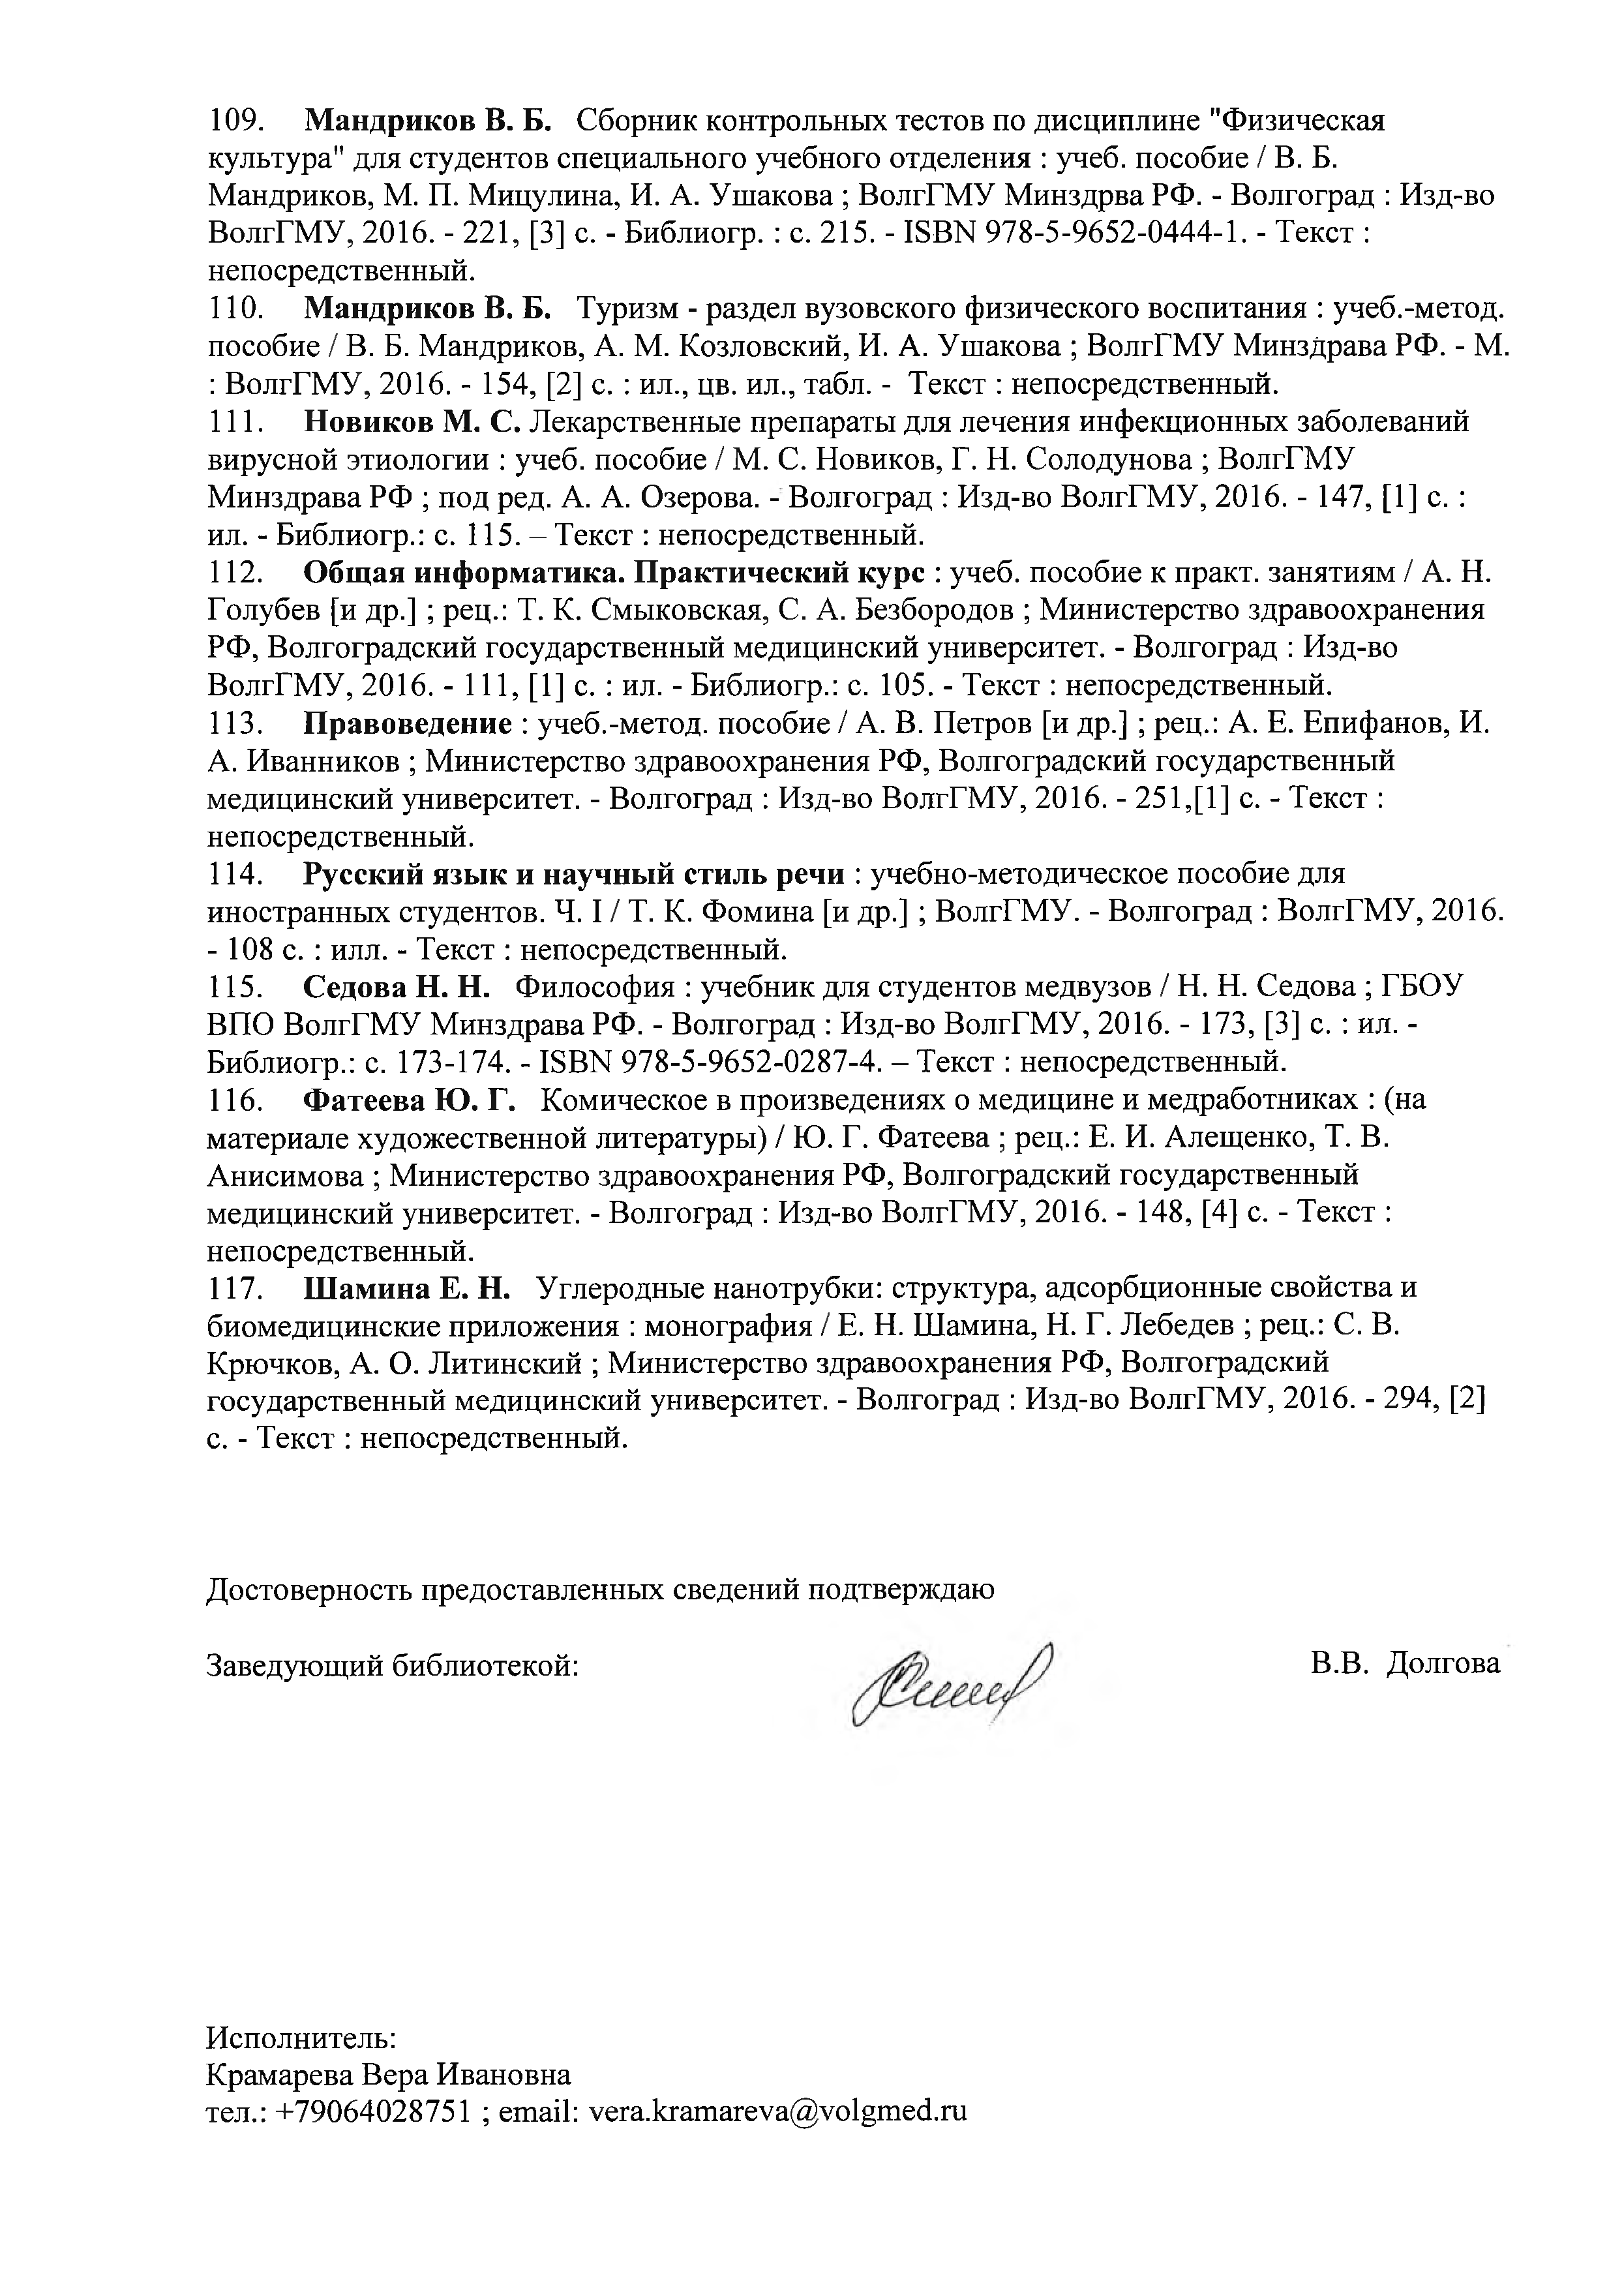 109. Мандриков В. Б. Сборник контрольных тестов по дисциплине "Физическая
культура" для студентов специального учебного отделения : учеб. пособие / В. Б.
Мандриков, М. П. Мицулина, И. А. Ушакова ; ВолгГМУ Минздрва РФ. - Волгоград : Изд-во
ВолгГМУ, 2016. - 221, [3] с. - Библиогр. : с. 215. - ISBN 978-5-9652-0444-1. - Текст :
непосредственный.
110. Мандриков В. Б. Туризм - раздел вузовского физического воспитания : учеб.-метод.
пособие / В. Б. Мандриков, А. М. Козловский, И. А. Ушакова ; ВолгГМУ Минздрава РФ. - М.
: ВолгГМУ, 2016. - 154, [2] с. : ил., цв. ил., табл. - Текст : непосредственный.
111. Новиков М. С. Лекарственные препараты для лечения инфекционных заболеваний
вирусной этиологии : учеб. пособие / М. С. Новиков, Г. Н. Солодунова ; ВолгГМУ
Минздрава РФ ; под ред. А. А. Озерова. - Волгоград : Изд-во ВолгГМУ, 2016. - 147, [1] с. :
ил. - Библиогр.: с. 115. – Текст : непосредственный.
112. Общая информатика. Практический курс : учеб. пособие к практ. занятиям / А. Н.
Голубев [и др.] ; рец.: Т. К. Смыковская, С. А. Безбородов ; Министерство здравоохранения
РФ, Волгоградский государственный медицинский университет. - Волгоград : Изд-во
ВолгГМУ, 2016. - 111, [1] с. : ил. - Библиогр.: с. 105. - Текст : непосредственный.
113. Правоведение : учеб.-метод. пособие / А. В. Петров [и др.] ; рец.: А. Е. Епифанов, И.
А. Иванников ; Министерство здравоохранения РФ, Волгоградский государственный
медицинский университет. - Волгоград : Изд-во ВолгГМУ, 2016. - 251,[1] с. - Текст :
непосредственный.
114. Русский язык и научный стиль речи : учебно-методическое пособие для
иностранных студентов. Ч. I / Т. К. Фомина [и др.] ; ВолгГМУ. - Волгоград : ВолгГМУ, 2016.
- 108 с. : илл. - Текст : непосредственный.
115. Седова Н. Н. Философия : учебник для студентов медвузов / Н. Н. Седова ; ГБОУ
ВПО ВолгГМУ Минздрава РФ. - Волгоград : Изд-во ВолгГМУ, 2016. - 173, [3] с. : ил. -
Библиогр.: с. 173-174. - ISBN 978-5-9652-0287-4. – Текст : непосредственный.
116. Фатеева Ю. Г. Комическое в произведениях о медицине и медработниках : (на
материале художественной литературы) / Ю. Г. Фатеева ; рец.: Е. И. Алещенко, Т. В.
Анисимова ; Министерство здравоохранения РФ, Волгоградский государственный
медицинский университет. - Волгоград : Изд-во ВолгГМУ, 2016. - 148, [4] с. - Текст :
непосредственный.
117. Шамина Е. Н. Углеродные нанотрубки: структура, адсорбционные свойства и
биомедицинские приложения : монография / Е. Н. Шамина, Н. Г. Лебедев ; рец.: С. В.
Крючков, А. О. Литинский ; Министерство здравоохранения РФ, Волгоградский
государственный медицинский университет. - Волгоград : Изд-во ВолгГМУ, 2016. - 294, [2]
с. - Текст : непосредственный.
Достоверность предоставленных сведений подтверждаю
Заведующий библиотекой: В.В. Долгова
Исполнитель:
Крамарева Вера Ивановна
тел.: +79064028751 ; email: vera.kramareva@volgmed.ru